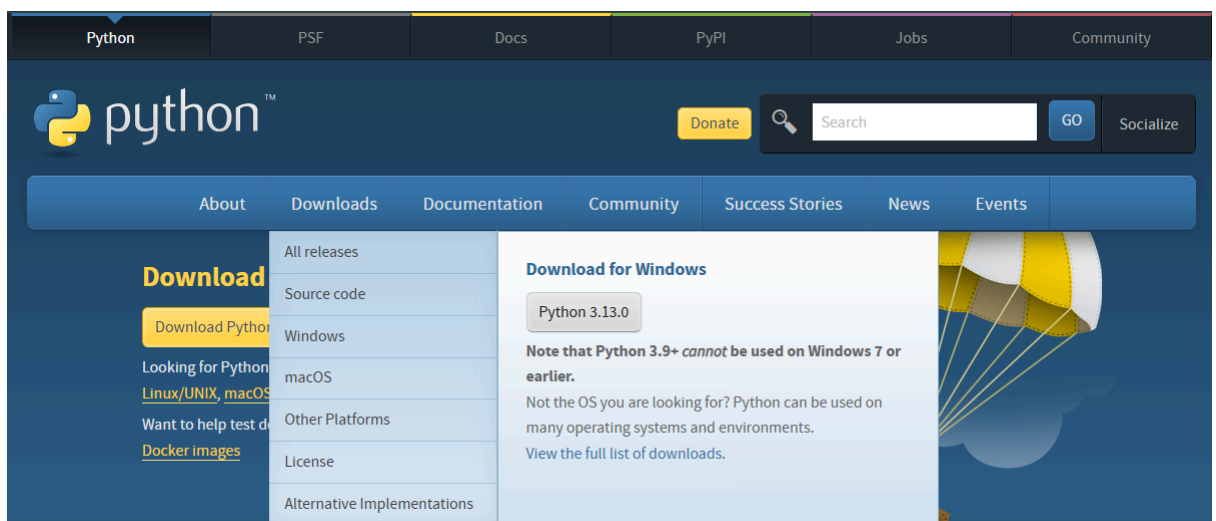 Python PSF Docs PyPI Jobs Community
python™
Donate Search GO Socialize
About Downloads Documentation Community Success Stories News Events
Download
Download Python
Looking for Python
Linux/UNIX, macOS
Want to help test
Docker images
All releases
Source code
Windows
macOS
Other Platforms
License
Alternative Implementations
Download for Windows
Python 3.13.0
Note that Python 3.9+ cannot be used on Windows 7 or
earlier.
Not the OS you are looking for? Python can be used on
many operating systems and environments.
View the full list of downloads.